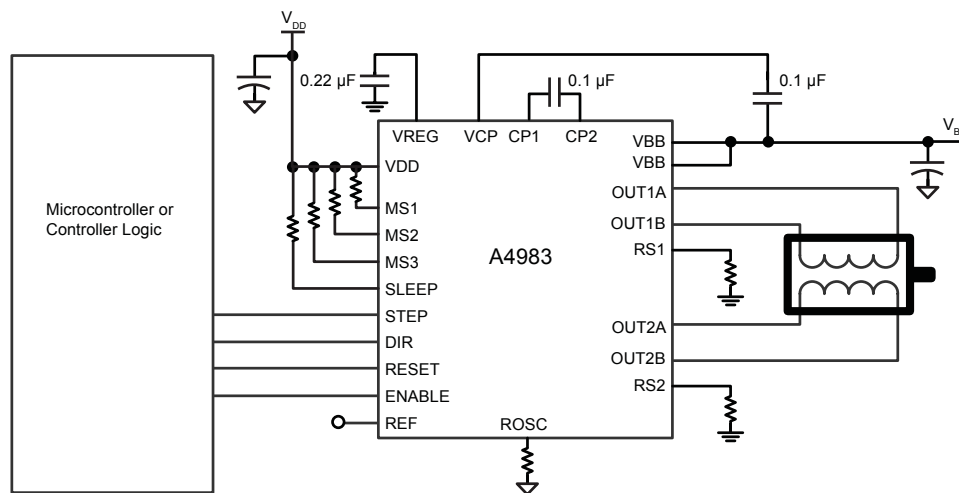 VDD
0.22 µF
0.1 µF
0.1 µF
VREG
VCP
CP1
CP2
VBB
VB
VBB
VDD
OUT1A
Microcontroller or
Controller Logic
MS1
OUT1B
MS2
RS1
A4983
MS3
SLEEP
STEP
OUT2A
DIR
OUT2B
RESET
RS2
ENABLE
REF
ROSC